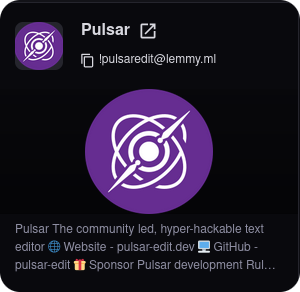 Pulsar
!pulsaredit@lemmy.ml
Pulsar The community led, hyper-hackable text
editor 🌐 Website - pulsar-edit.dev 🖥️ GitHub -
pulsar-edit 🎁 Sponsor Pulsar development Rul…